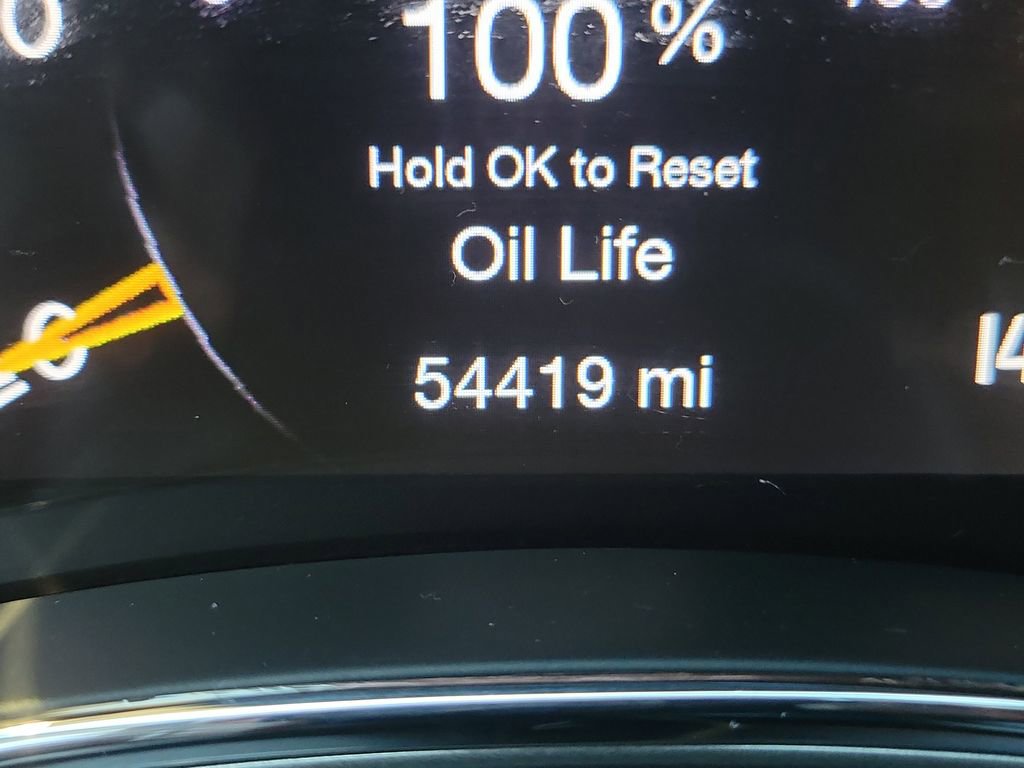 100%
Hold OK to Reset
Oil Life
54419 mi